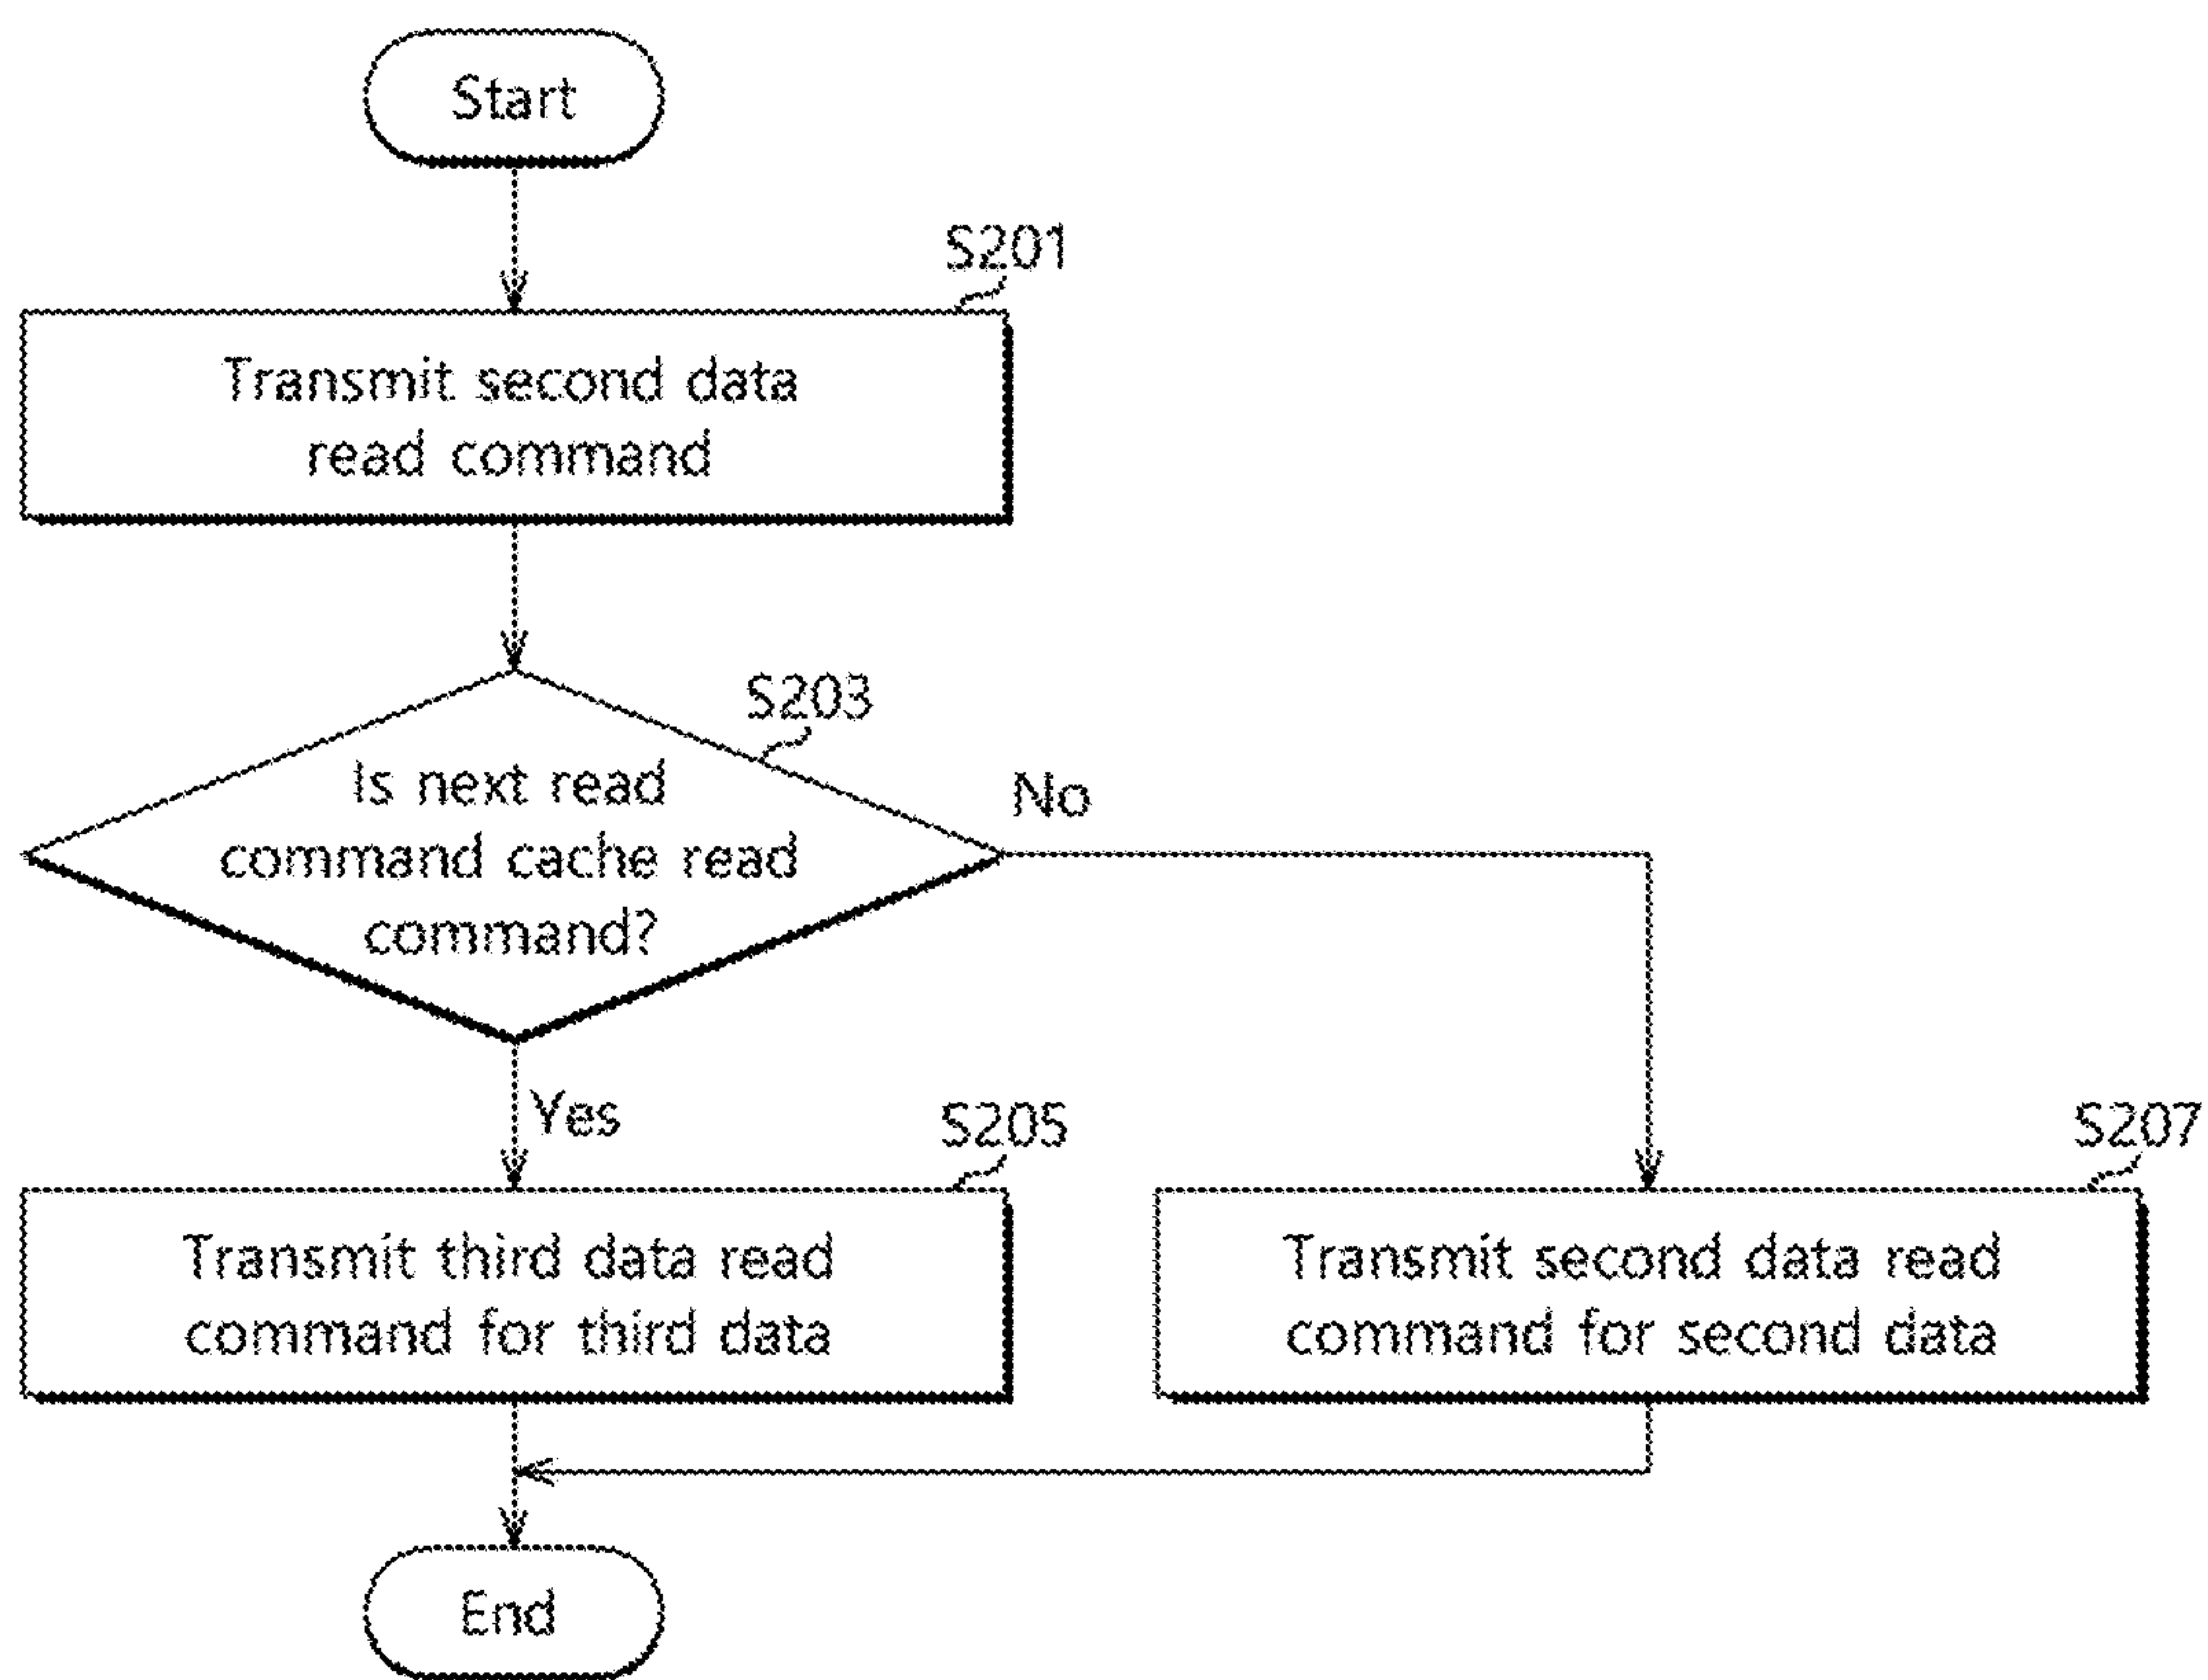 Start
S201
Transmit second data
read command
S203
Is next read
command cache read
command?
No
Yes
S205
Transmit third data read
command for third data
S207
Transmit second data read
command for second data
End